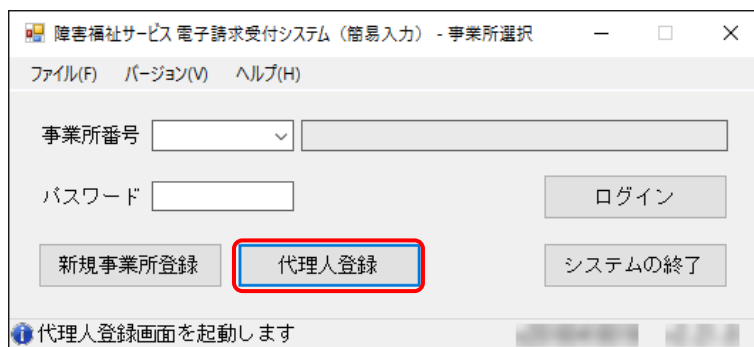 障害福祉サービス 電子請求受付システム（簡易入力） - 事業所選択
ファイル(F) バージョン(V) ヘルプ(H)
事業所番号
パスワード ログイン
新規事業所登録 代理人登録 システムの終了
代理人登録画面を起動します